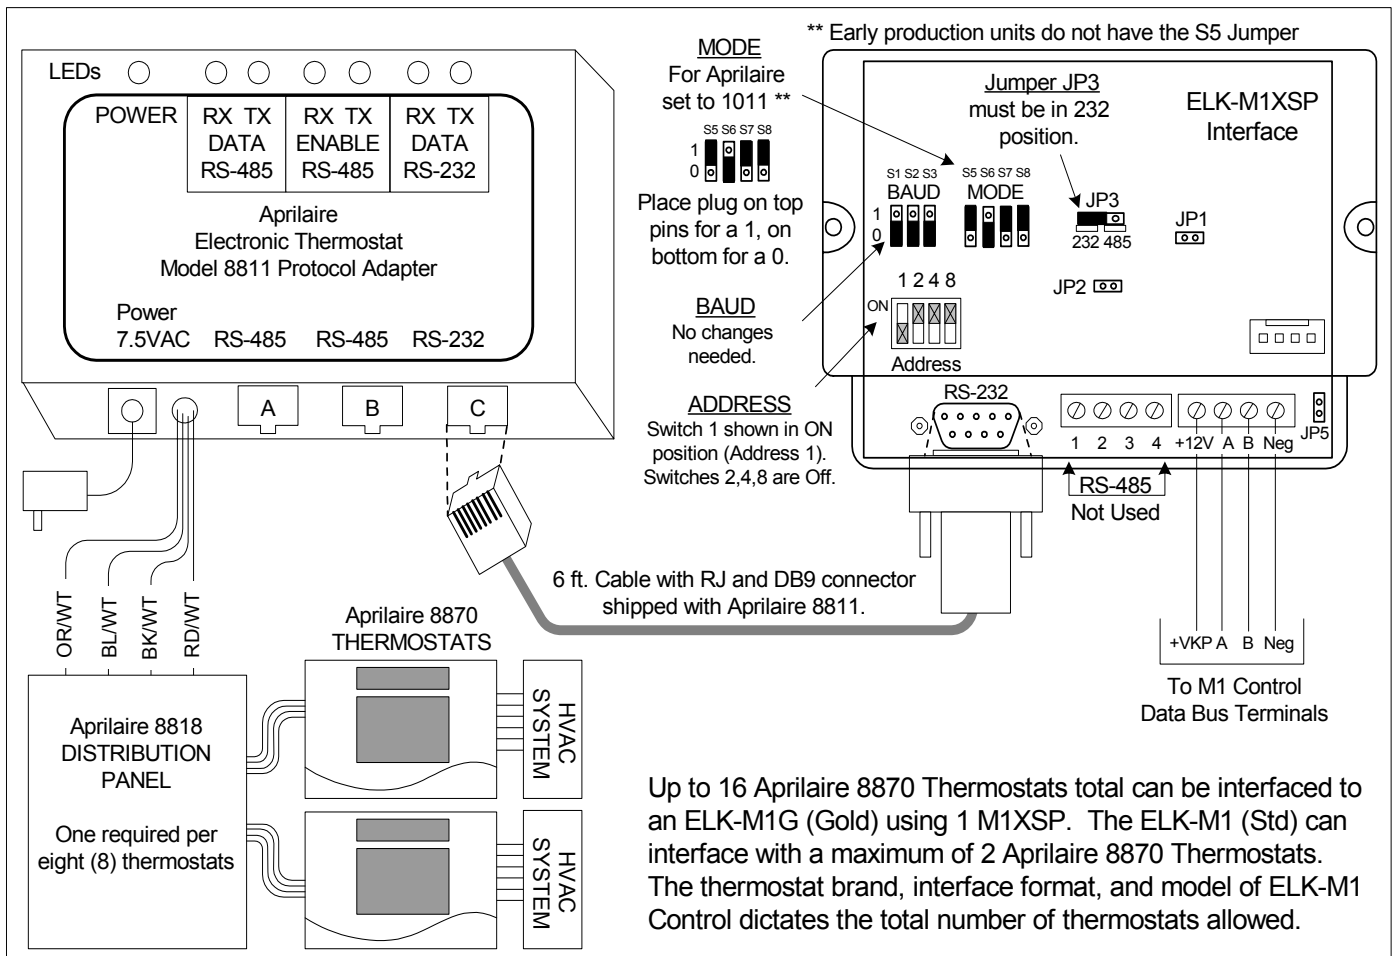 ** Early production units do not have the S5 Jumper
LEDs
POWER
RX TX
DATA
RS-485
RX TX
ENABLE
RS-485
RX TX
DATA
RS-232
Aprilaire
Electronic Thermostat
Model 8811 Protocol Adapter
Power
7.5VAC
RS-485
RS-485
RS-232
A
B
C
MODE
For Aprilaire
set to 1011 **
S5 S6 S7 S8
1
0
Place plug on top
pins for a 1, on
bottom for a 0.
BAUD
No changes
needed.
ADDRESS
Switch 1 shown in ON
position (Address 1).
Switches 2,4,8 are Off.
Jumper JP3
must be in 232
position.
ELK-M1XSP
Interface
S1 S2 S3
BAUD
1
0
S5 S6 S7 S8
MODE
JP3
232 485
JP1
JP2
1 2 4 8
ON
Address
RS-232
1 2 3 4
+12V A B Neg
JP5
RS-485
Not Used
6 ft. Cable with RJ and DB9 connector
shipped with Aprilaire 8811.
+VKP A B Neg
To M1 Control
Data Bus Terminals
OR/WT
BL/WT
BK/WT
RD/WT
Aprilaire 8870
THERMOSTATS
HVAC
SYSTEM
HVAC
SYSTEM
Aprilaire 8818
DISTRIBUTION
PANEL
One required per
eight (8) thermostats
Up to 16 Aprilaire 8870 Thermostats total can be interfaced to
an ELK-M1G (Gold) using 1 M1XSP. The ELK-M1 (Std) can
interface with a maximum of 2 Aprilaire 8870 Thermostats.
The thermostat brand, interface format, and model of ELK-M1
Control dictates the total number of thermostats allowed.